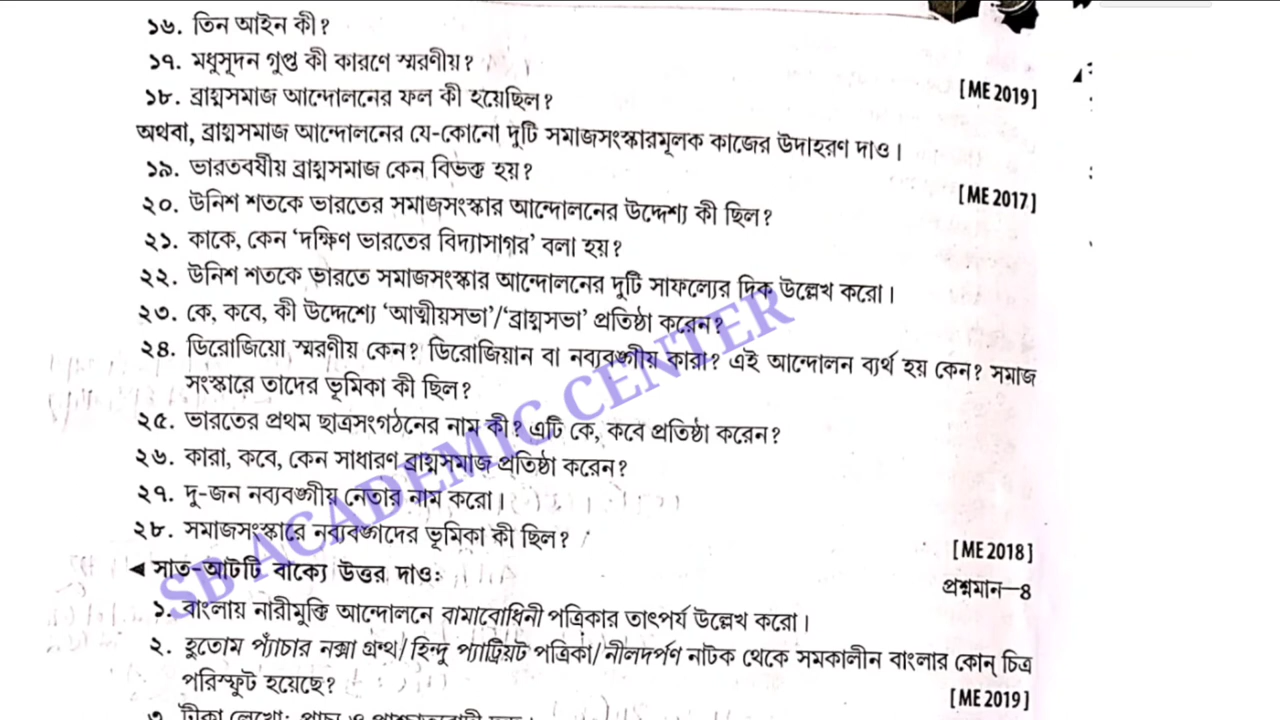 ১৬. তিন আইন কী?
১৭. মধুসূদন গুপ্ত কী কারণে স্মরণীয়?
১৮. ব্রাহ্মসমাজ আন্দোলনের ফল কী হয়েছিল? [ME 2019]
অথবা, ব্রাহ্মসমাজ আন্দোলনের যে-কোনো দুটি সমাজসংস্কারমূলক কাজের উদাহরণ দাও।
১৯. ভারতবর্ষীয় ব্রাহ্মসমাজ কেন বিভক্ত হয়?
২০. উনিশ শতকে ভারতের সমাজসংস্কার আন্দোলনের উদ্দেশ্য কী ছিল? [ME 2017]
২১. কাকে, কেন ‘দক্ষিণ ভারতের বিদ্যাসাগর’ বলা হয়?
২২. উনিশ শতকে ভারতে সমাজসংস্কার আন্দোলনের দুটি সাফল্যের দিক উল্লেখ করো।
২৩. কে, কবে, কী উদ্দেশ্যে ‘আত্মীয়সভা’/‘ব্রাহ্মসভা’ প্রতিষ্ঠা করেন?
২৪. ডিরোজিয়ো স্মরণীয় কেন? ডিরোজিয়ান বা নব্যবঙ্গীয় কারা? এই আন্দোলন ব্যর্থ হয় কেন? সমাজ
সংস্কারে তাদের ভূমিকা কী ছিল?
২৫. ভারতের প্রথম ছাত্রসংগঠনের নাম কী? এটি কে, কবে প্রতিষ্ঠা করেন?
২৬. কারা, কবে, কেন সাধারণ ব্রাহ্মসমাজ প্রতিষ্ঠা করেন?
২৭. দু-জন নব্যবঙ্গীয় নেতার নাম করো।
২৮. সমাজসংস্কারে নব্যবঙ্গদের ভূমিকা কী ছিল? [ME 2018]
◄ সাত-আটটি বাক্যে উত্তর দাও: প্রশ্নমান—৪
১. বাংলায় নারীমুক্তি আন্দোলনে বামাবোধিনী পত্রিকার তাৎপর্য উল্লেখ করো।
২. হুতোম প্যাঁচার নক্সা গ্রন্থ/হিন্দু প্যাট্রিয়ট পত্রিকা/নীলদর্পণ নাটক থেকে সমকালীন বাংলার কোন্ চিত্র
পরিস্ফুট হয়েছে? [ME 2019]
৩. টীকা লেখো:
SB ACADEMIC CENTER